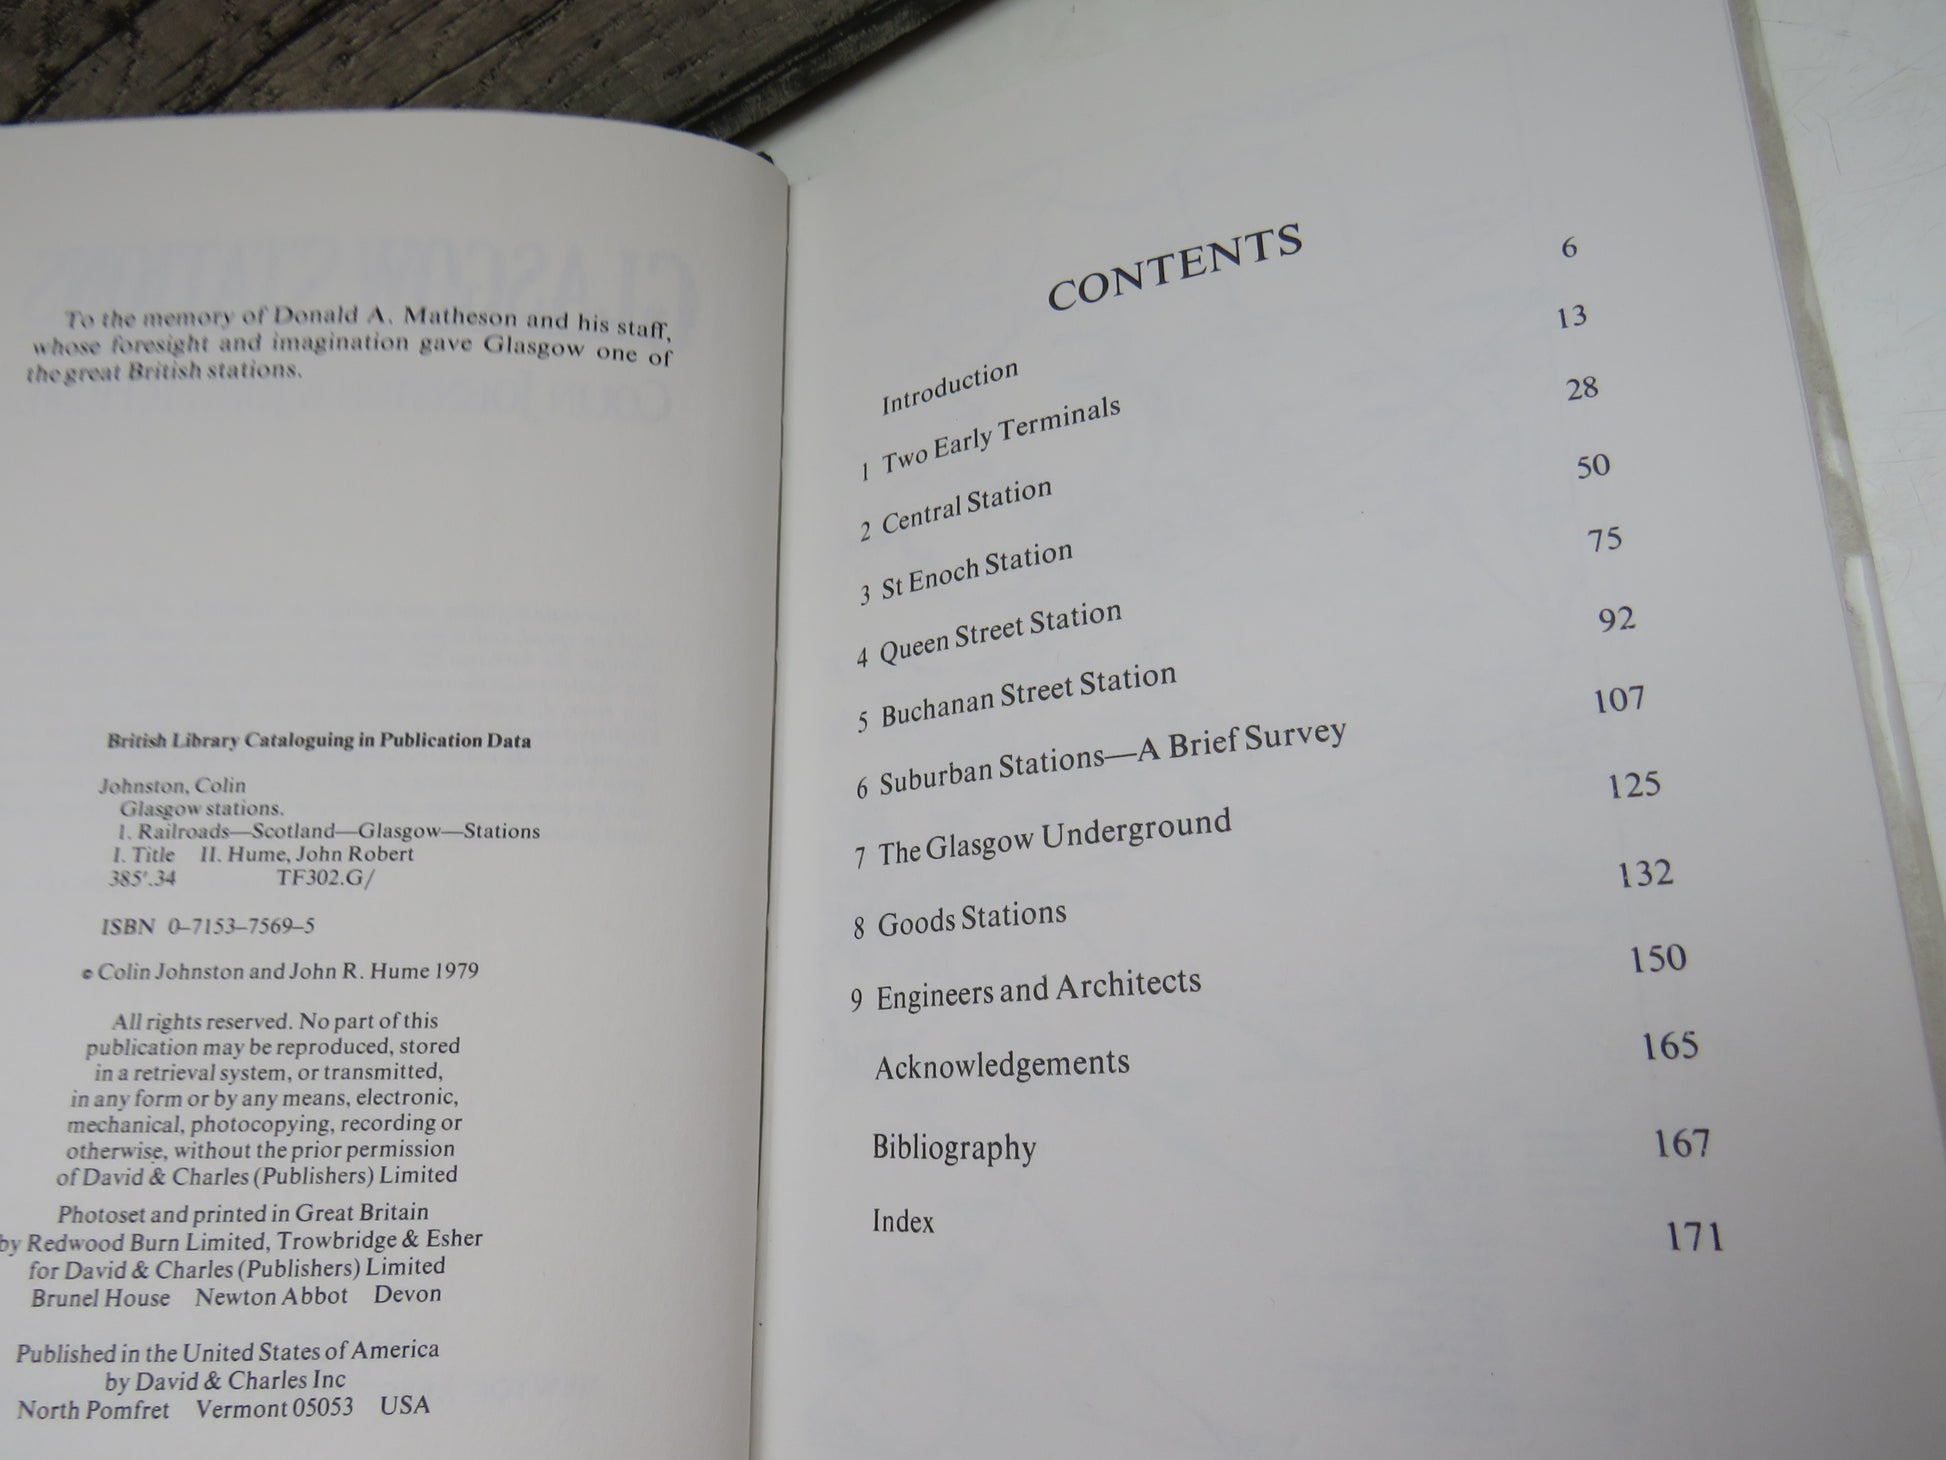 To the memory of Donald A. Matheson and his staff,
whose foresight and imagination gave Glasgow one of
the great British stations.
British Library Cataloguing in Publication Data
Johnston, Colin
Glasgow stations.
1. Railroads—Scotland—Glasgow—Stations
I. Title II. Hume, John Robert
385'.34 TF302.G/
ISBN 0–7153–7569–5
© Colin Johnston and John R. Hume 1979
All rights reserved. No part of this
publication may be reproduced, stored
in a retrieval system, or transmitted,
in any form or by any means, electronic,
mechanical, photocopying, recording or
otherwise, without the prior permission
of David & Charles (Publishers) Limited
Photoset and printed in Great Britain
by Redwood Burn Limited, Trowbridge & Esher
for David & Charles (Publishers) Limited
Brunel House Newton Abbot Devon
Published in the United States of America
by David & Charles Inc
North Pomfret Vermont 05053 USA
CONTENTS
Introduction 6
1 Two Early Terminals 13
2 Central Station 28
3 St Enoch Station 50
4 Queen Street Station 75
5 Buchanan Street Station 92
6 Suburban Stations—A Brief Survey 107
7 The Glasgow Underground 125
8 Goods Stations 132
9 Engineers and Architects 150
Acknowledgements 165
Bibliography 167
Index 171